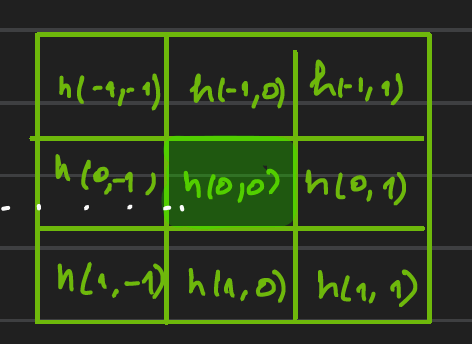 h(-1,-1) h(-1,0) h(-1,1)
h(0,-1) h(0,0) h(0,1)
h(1,-1) h(1,0) h(1,1)